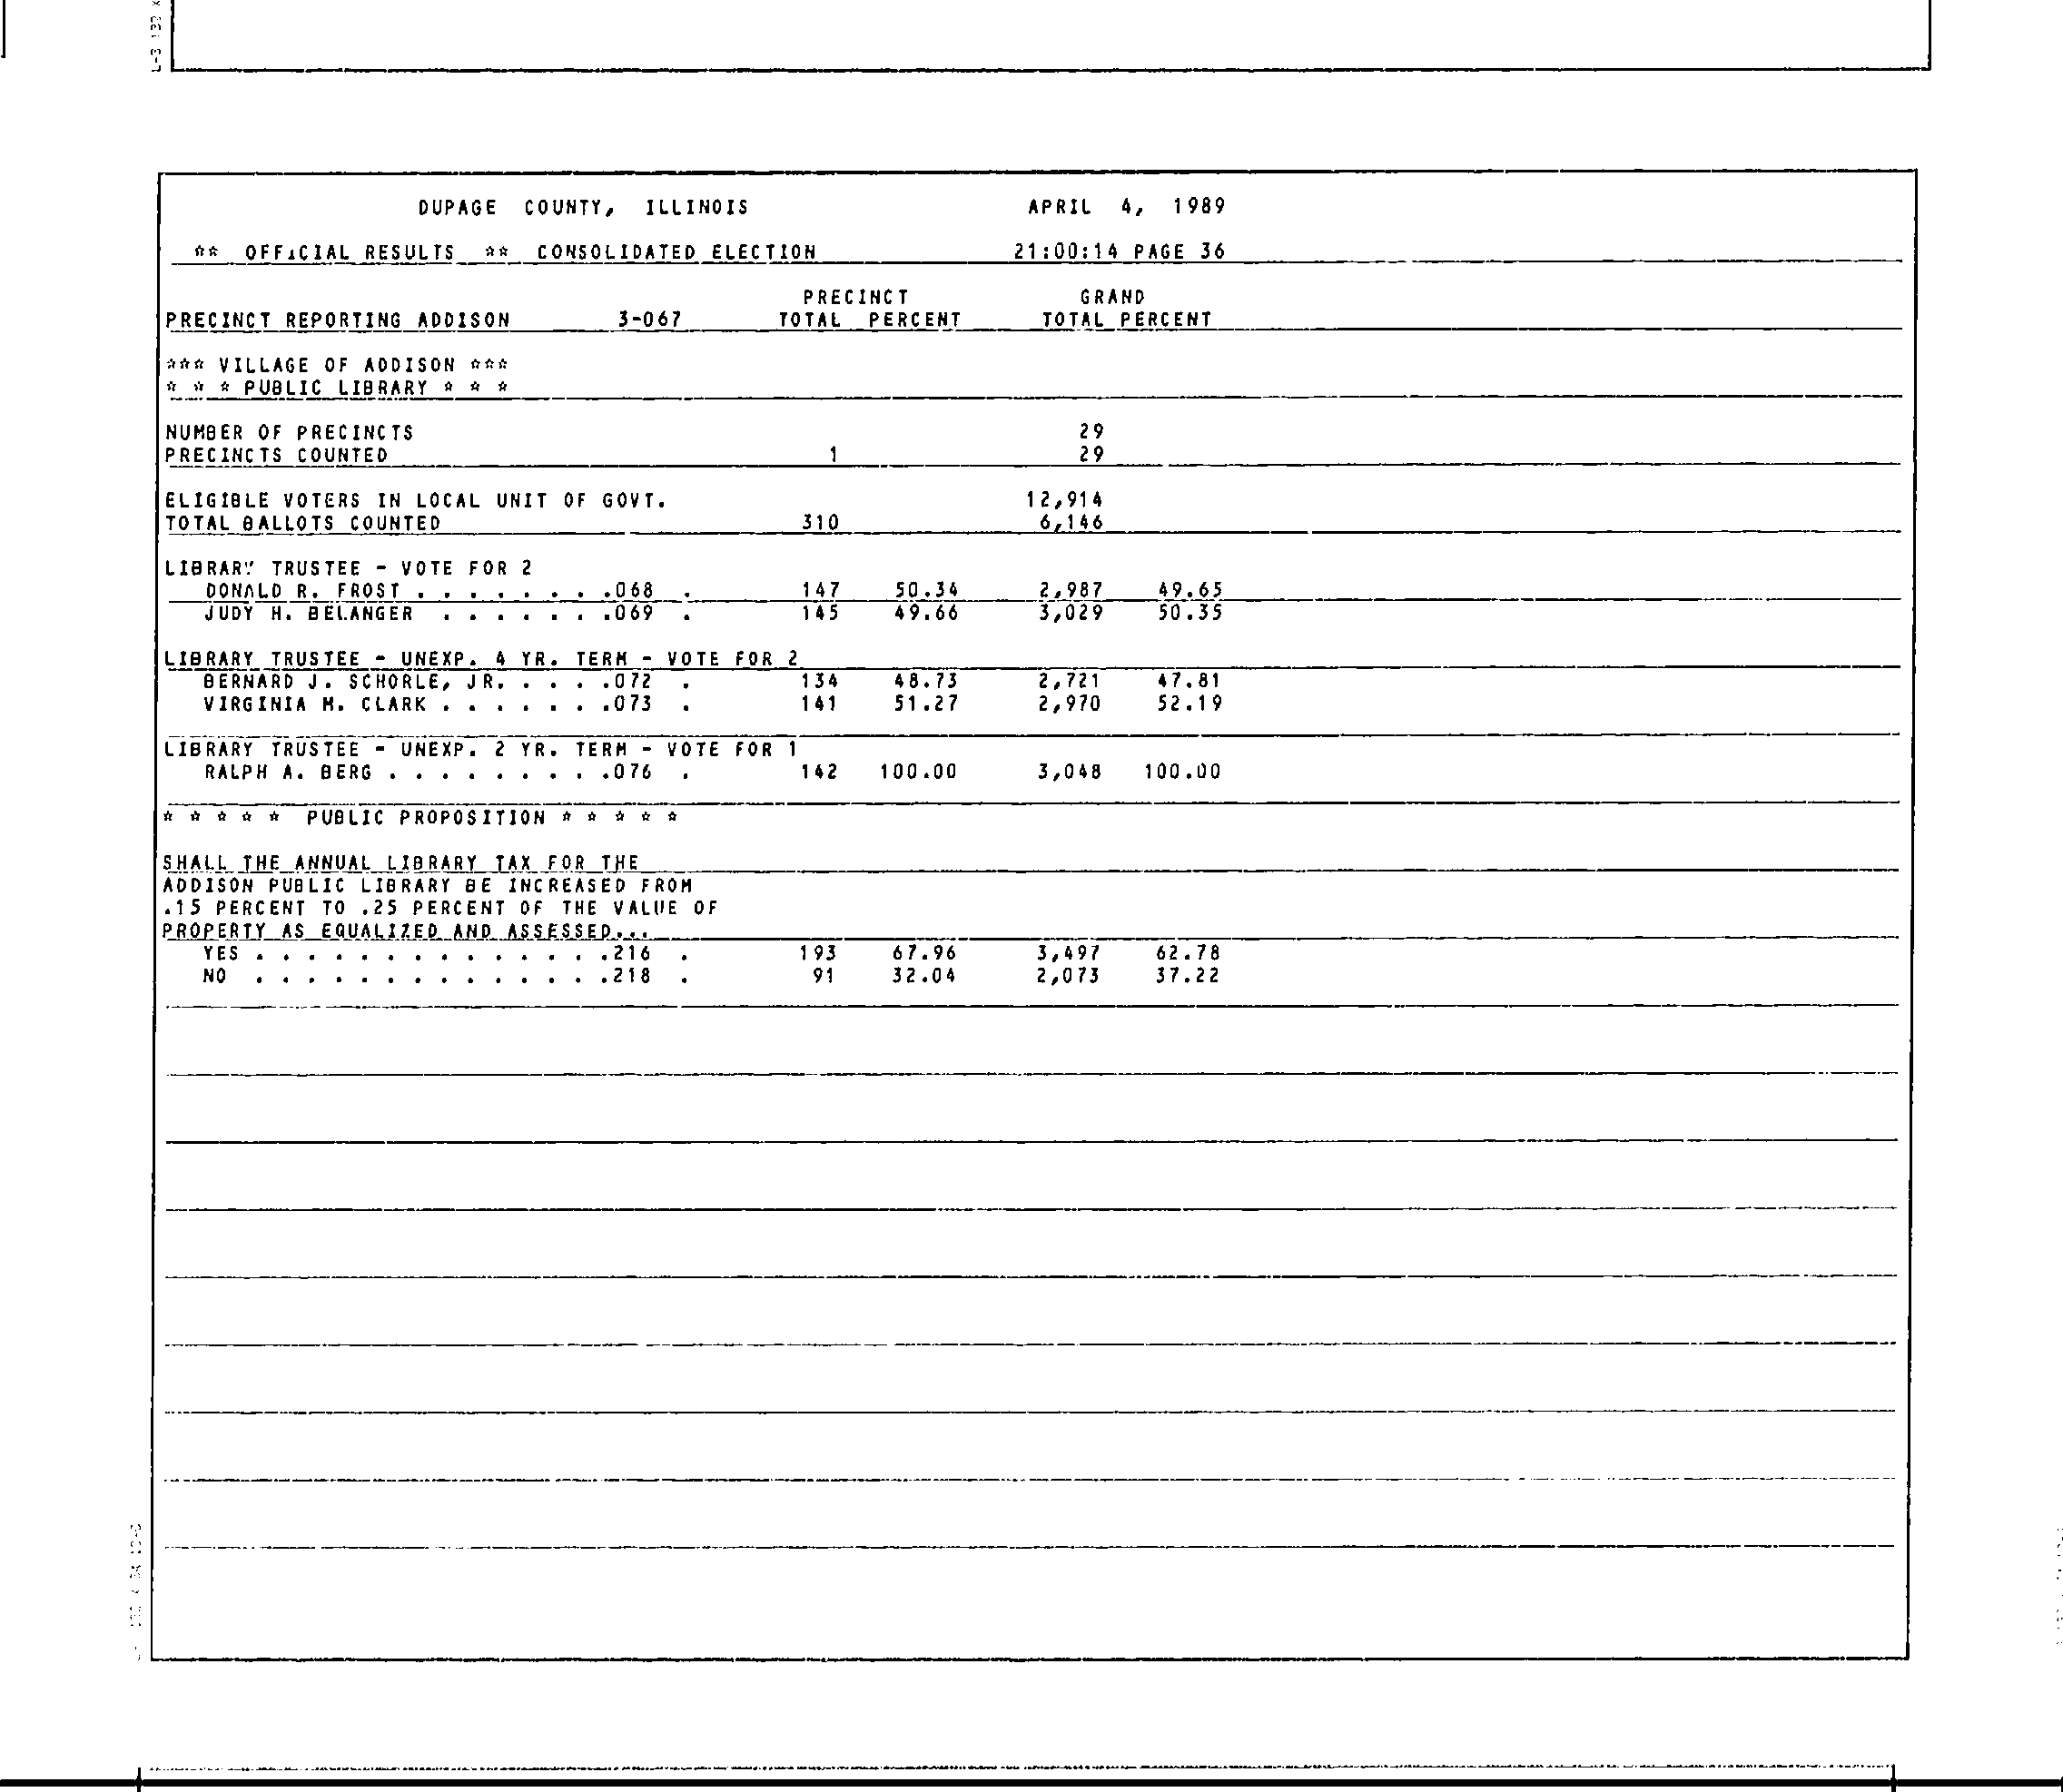 DUPAGE COUNTY, ILLINOIS APRIL 4, 1989
** OFFICIAL RESULTS ** CONSOLIDATED ELECTION 21:00:14 PAGE 36
PRECINCT GRAND
PRECINCT REPORTING ADDISON 3-067 TOTAL PERCENT TOTAL PERCENT
*** VILLAGE OF ADDISON ***
* * * PUBLIC LIBRARY * * *
NUMBER OF PRECINCTS 29
PRECINCTS COUNTED 1 29
ELIGIBLE VOTERS IN LOCAL UNIT OF GOVT. 12,914
TOTAL BALLOTS COUNTED 310 6,146
LIBRARY TRUSTEE - VOTE FOR 2
DONALD R. FROST . . . . . . . .068 . 147 50.34 2,987 49.65
JUDY H. BELANGER . . . . . . .069 . 145 49.66 3,029 50.35
LIBRARY TRUSTEE - UNEXP. 4 YR. TERM - VOTE FOR 2
BERNARD J. SCHORLE, JR. . . . .072 . 134 48.73 2,721 47.81
VIRGINIA M. CLARK . . . . . . .073 . 141 51.27 2,970 52.19
LIBRARY TRUSTEE - UNEXP. 2 YR. TERM - VOTE FOR 1
RALPH A. BERG . . . . . . . . .076 . 142 100.00 3,048 100.00
* * * * * PUBLIC PROPOSITION * * * * *
SHALL THE ANNUAL LIBRARY TAX FOR THE
ADDISON PUBLIC LIBRARY BE INCREASED FROM
.15 PERCENT TO .25 PERCENT OF THE VALUE OF
PROPERTY AS EQUALIZED AND ASSESSED...
YES . . . . . . . . . . . . . .216 . 193 67.96 3,497 62.78
NO . . . . . . . . . . . . . .218 . 91 32.04 2,073 37.22